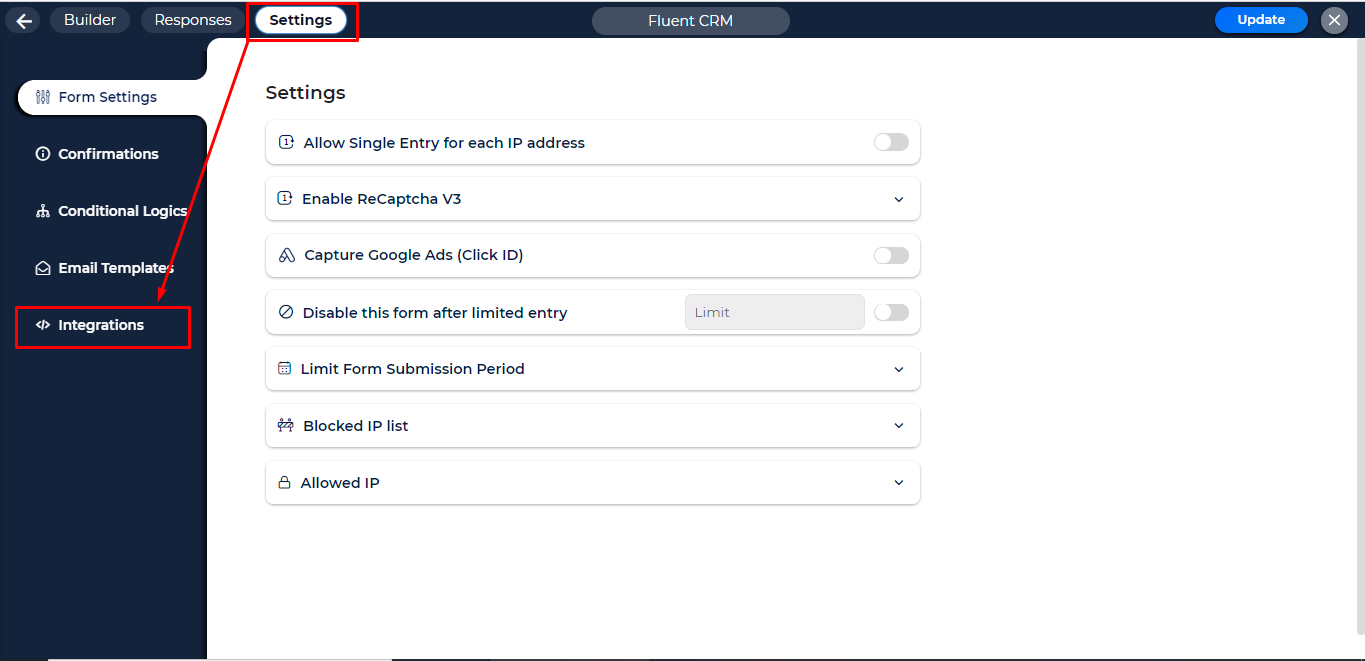 Builder
Responses
Settings
Fluent CRM
Update
Form Settings
Confirmations
Conditional Logics
Email Templates
Integrations
Settings
Allow Single Entry for each IP address
Enable ReCaptcha V3
Capture Google Ads (Click ID)
Disable this form after limited entry
Limit
Limit Form Submission Period
Blocked IP list
Allowed IP